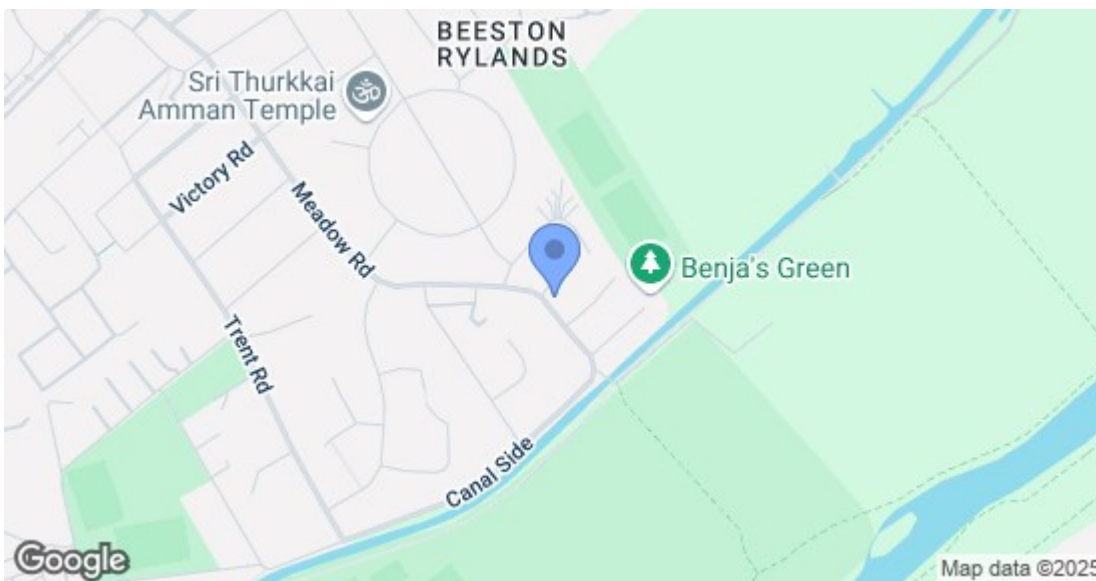 BEESTON
RYLANDS
Sri Thurkkai
Amman Temple
Victory Rd
Meadow Rd
Benja's Green
Trent Rd
Canal Side
Google
Map data ©2025